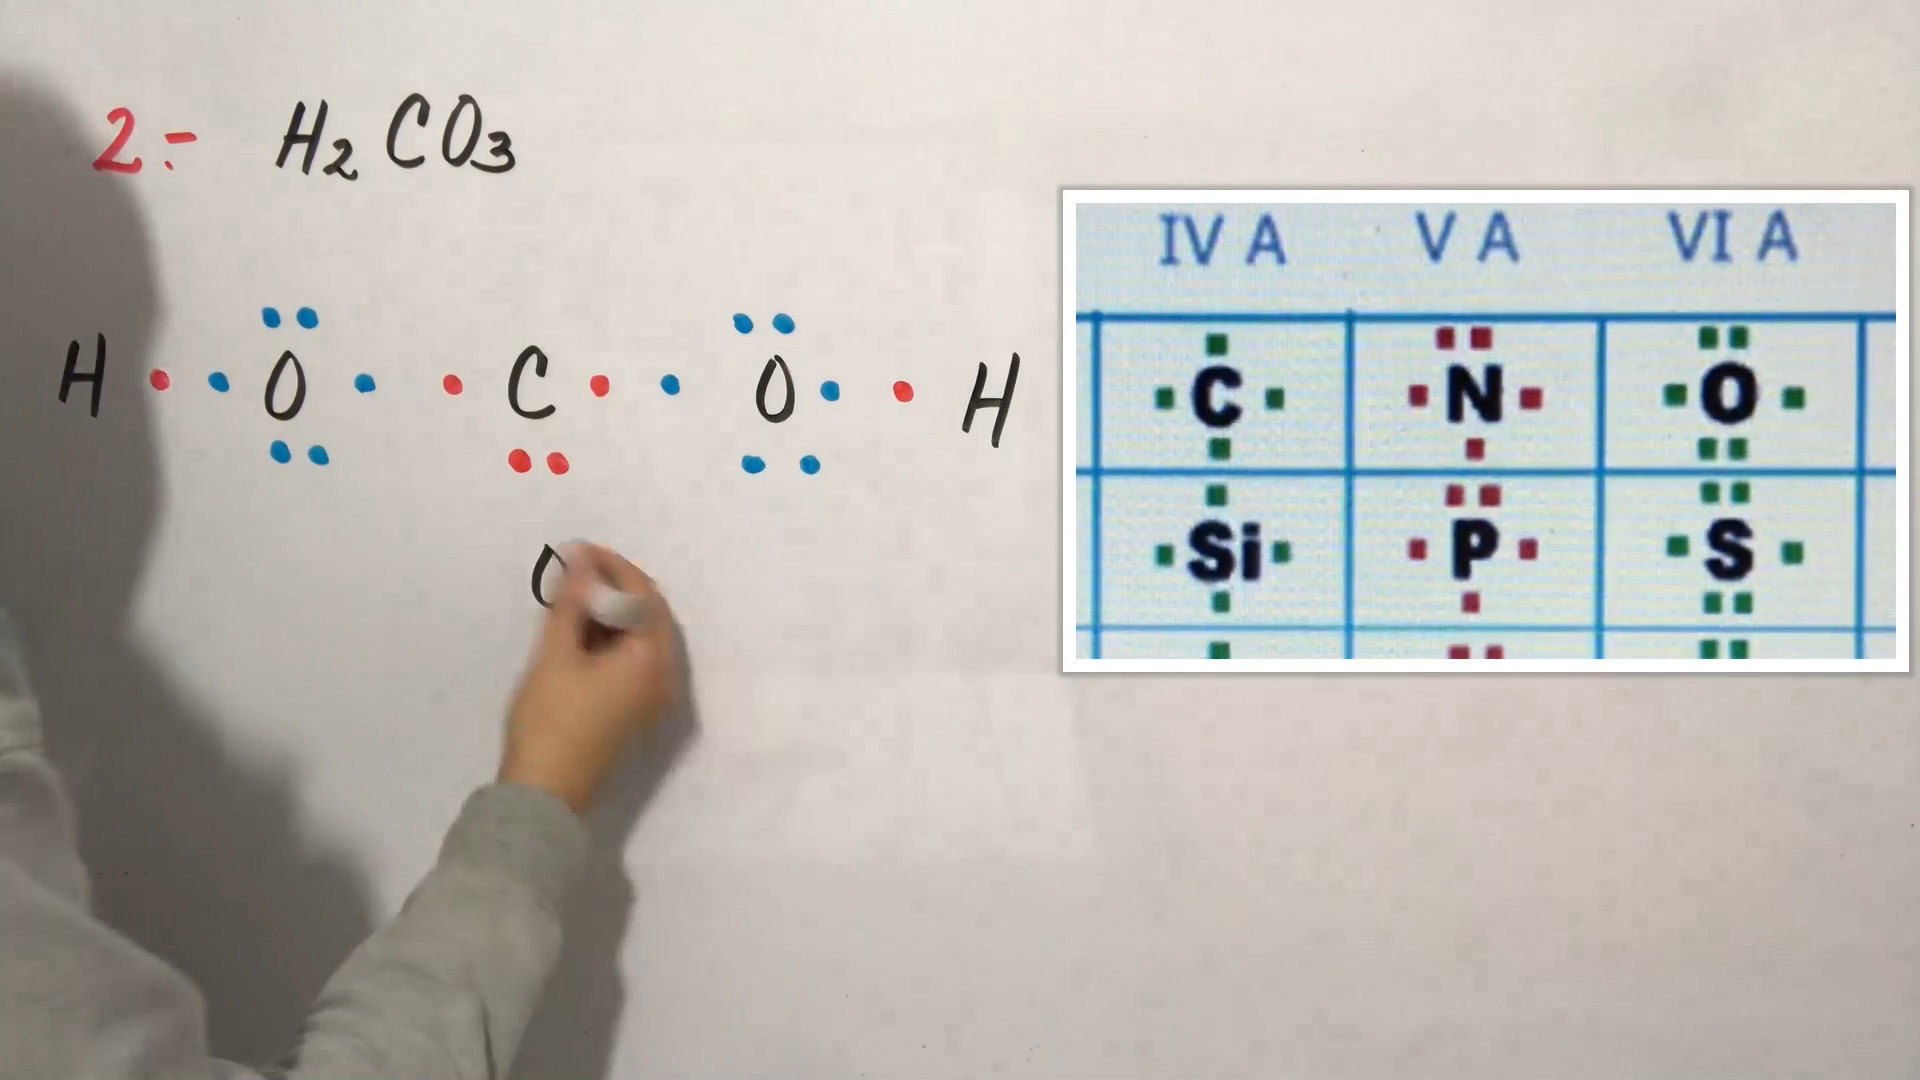 2:- H₂CO₃
H O C O H
O
IV A V A VI A
C N O
Si P S